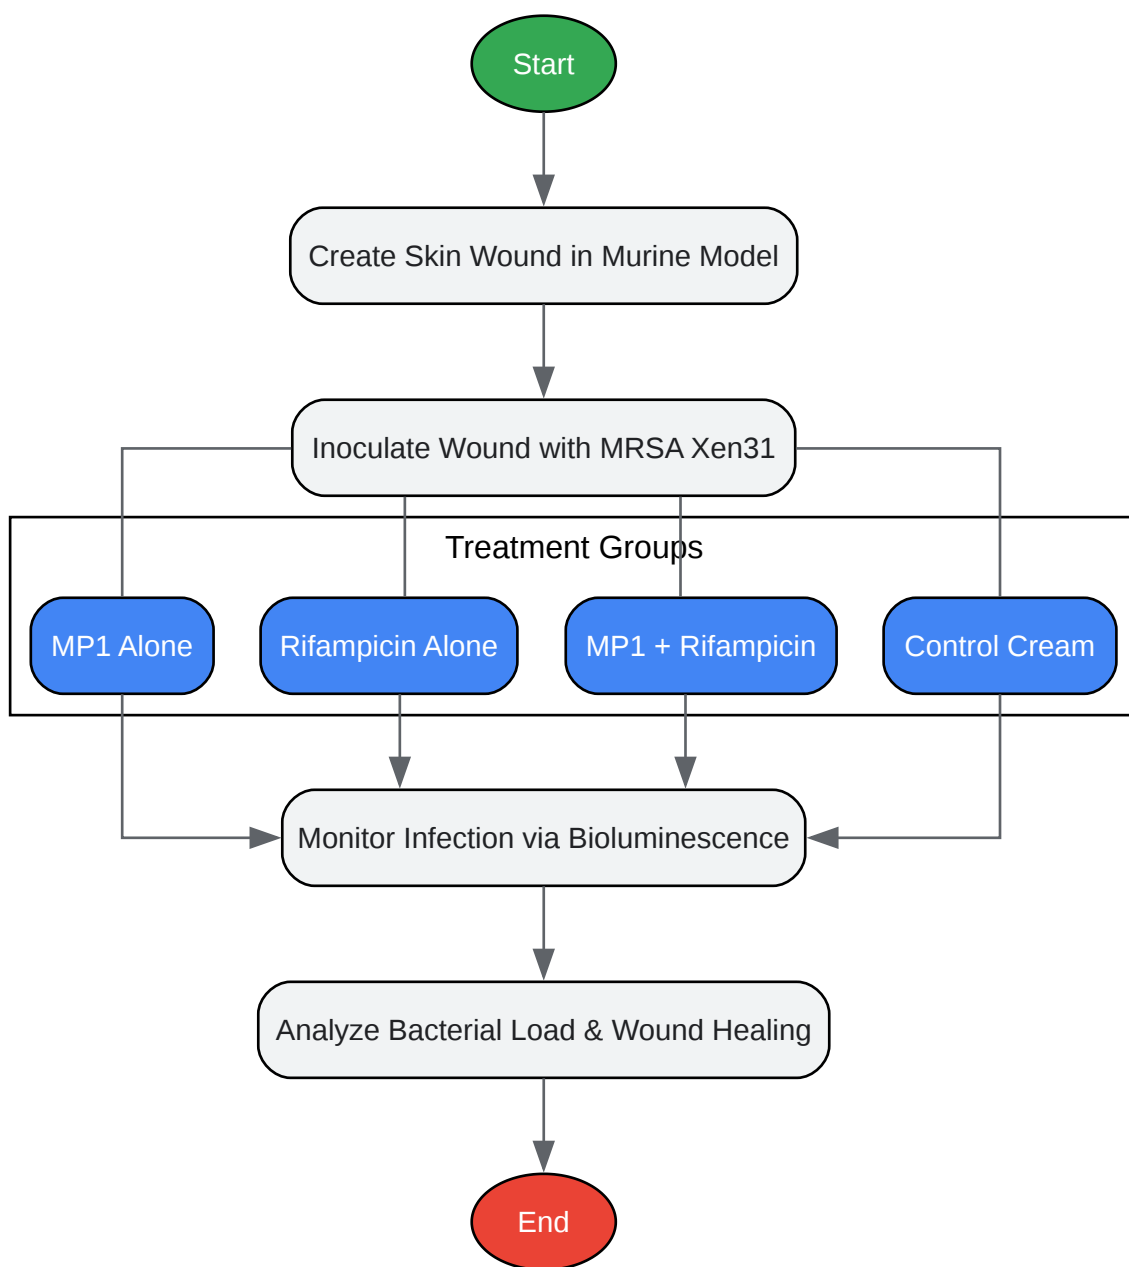 Start
Create Skin Wound in Murine Model
Inoculate Wound with MRSA Xen31
Treatment Groups
MP1 Alone
Rifampicin Alone
MP1 + Rifampicin
Control Cream
Monitor Infection via Bioluminescence
Analyze Bacterial Load & Wound Healing
End